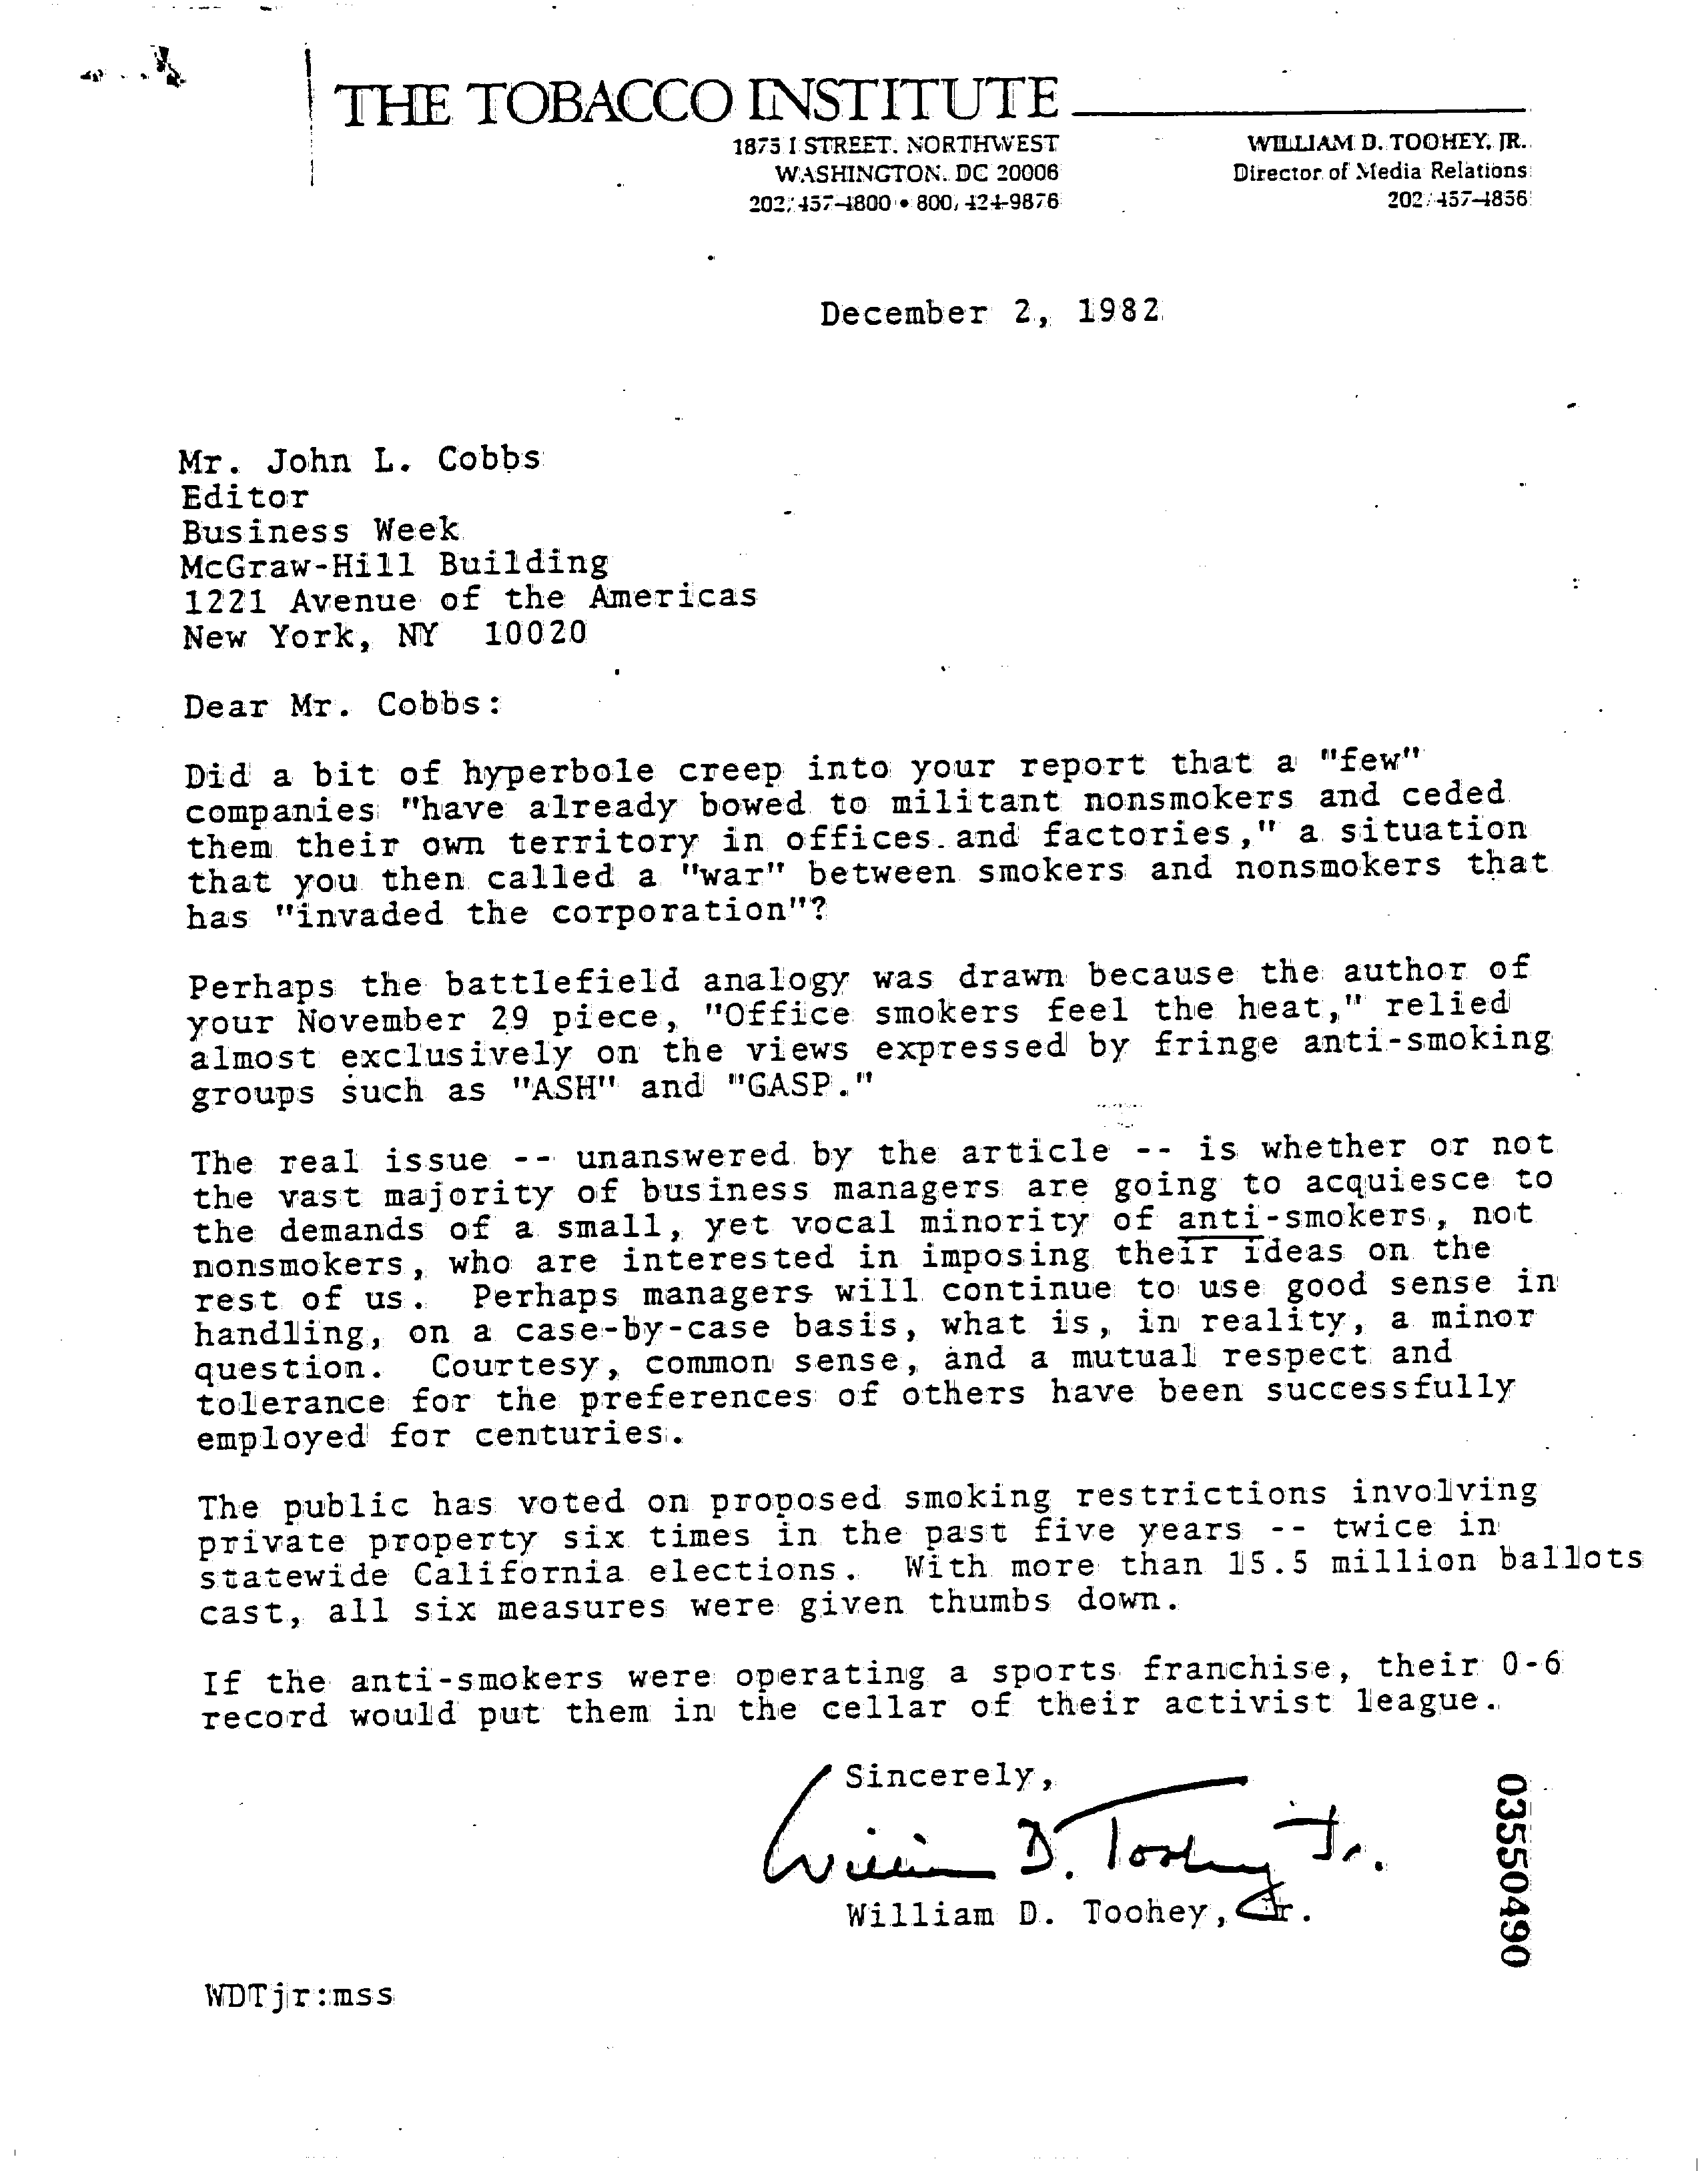 THE TOBACCO INSTITUTE
1875 I STREET, NORTHWEST
WASHINGTON, DC 20006
202/457-4800 • 800/424-9876
WILLIAM D. TOOHEY, JR.
Director of Media Relations
202/457-4856
December 2, 1982
Mr. John L. Cobbs
Editor
Business Week
McGraw-Hill Building
1221 Avenue of the Americas
New York, NY  10020
Dear Mr. Cobbs:
Did a bit of hyperbole creep into your report that a "few"
companies "have already bowed to militant nonsmokers and ceded
them their own territory in offices and factories," a situation
that you then called a "war" between smokers and nonsmokers that
has "invaded the corporation"?
Perhaps the battlefield analogy was drawn because the author of
your November 29 piece, "Office smokers feel the heat," relied
almost exclusively on the views expressed by fringe anti-smoking
groups such as "ASH" and "GASP."
The real issue -- unanswered by the article -- is whether or not
the vast majority of business managers are going to acquiesce to
the demands of a small, yet vocal minority of anti-smokers, not
nonsmokers, who are interested in imposing their ideas on the
rest of us.  Perhaps managers will continue to use good sense in
handling, on a case-by-case basis, what is, in reality, a minor
question.  Courtesy, common sense, and a mutual respect and
tolerance for the preferences of others have been successfully
employed for centuries.
The public has voted on proposed smoking restrictions involving
private property six times in the past five years -- twice in
statewide California elections.  With more than 15.5 million ballots
cast, all six measures were given thumbs down.
If the anti-smokers were operating a sports franchise, their 0-6
record would put them in the cellar of their activist league.
Sincerely,
William D. Toohey Jr.
William D. Toohey, Jr.
03550490
WDTjr:mss